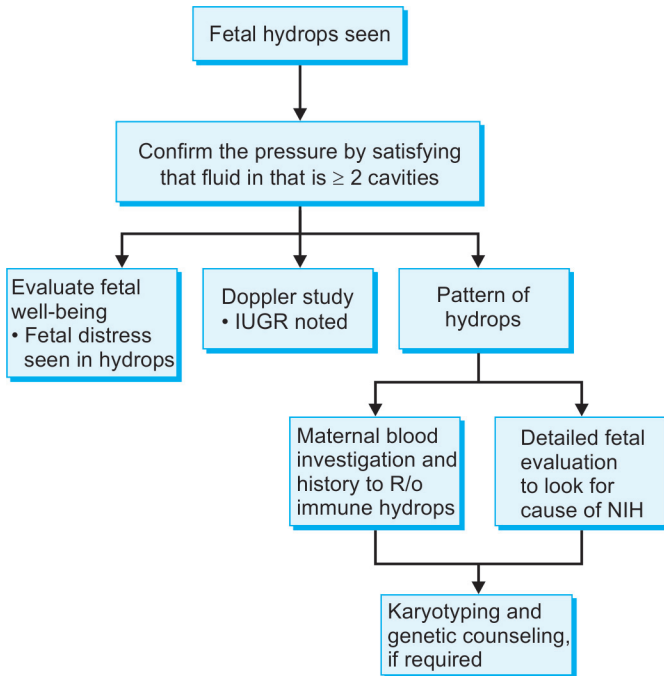 Fetal hydrops seen
Confirm the pressure by satisfying
that fluid in that is ≥ 2 cavities
Evaluate fetal
well-being
• Fetal distress
seen in hydrops
Doppler study
• IUGR noted
Pattern of
hydrops
Maternal blood
investigation and
history to R/o
immune hydrops
Detailed fetal
evaluation
to look for
cause of NIH
Karyotyping and
genetic counseling,
if required